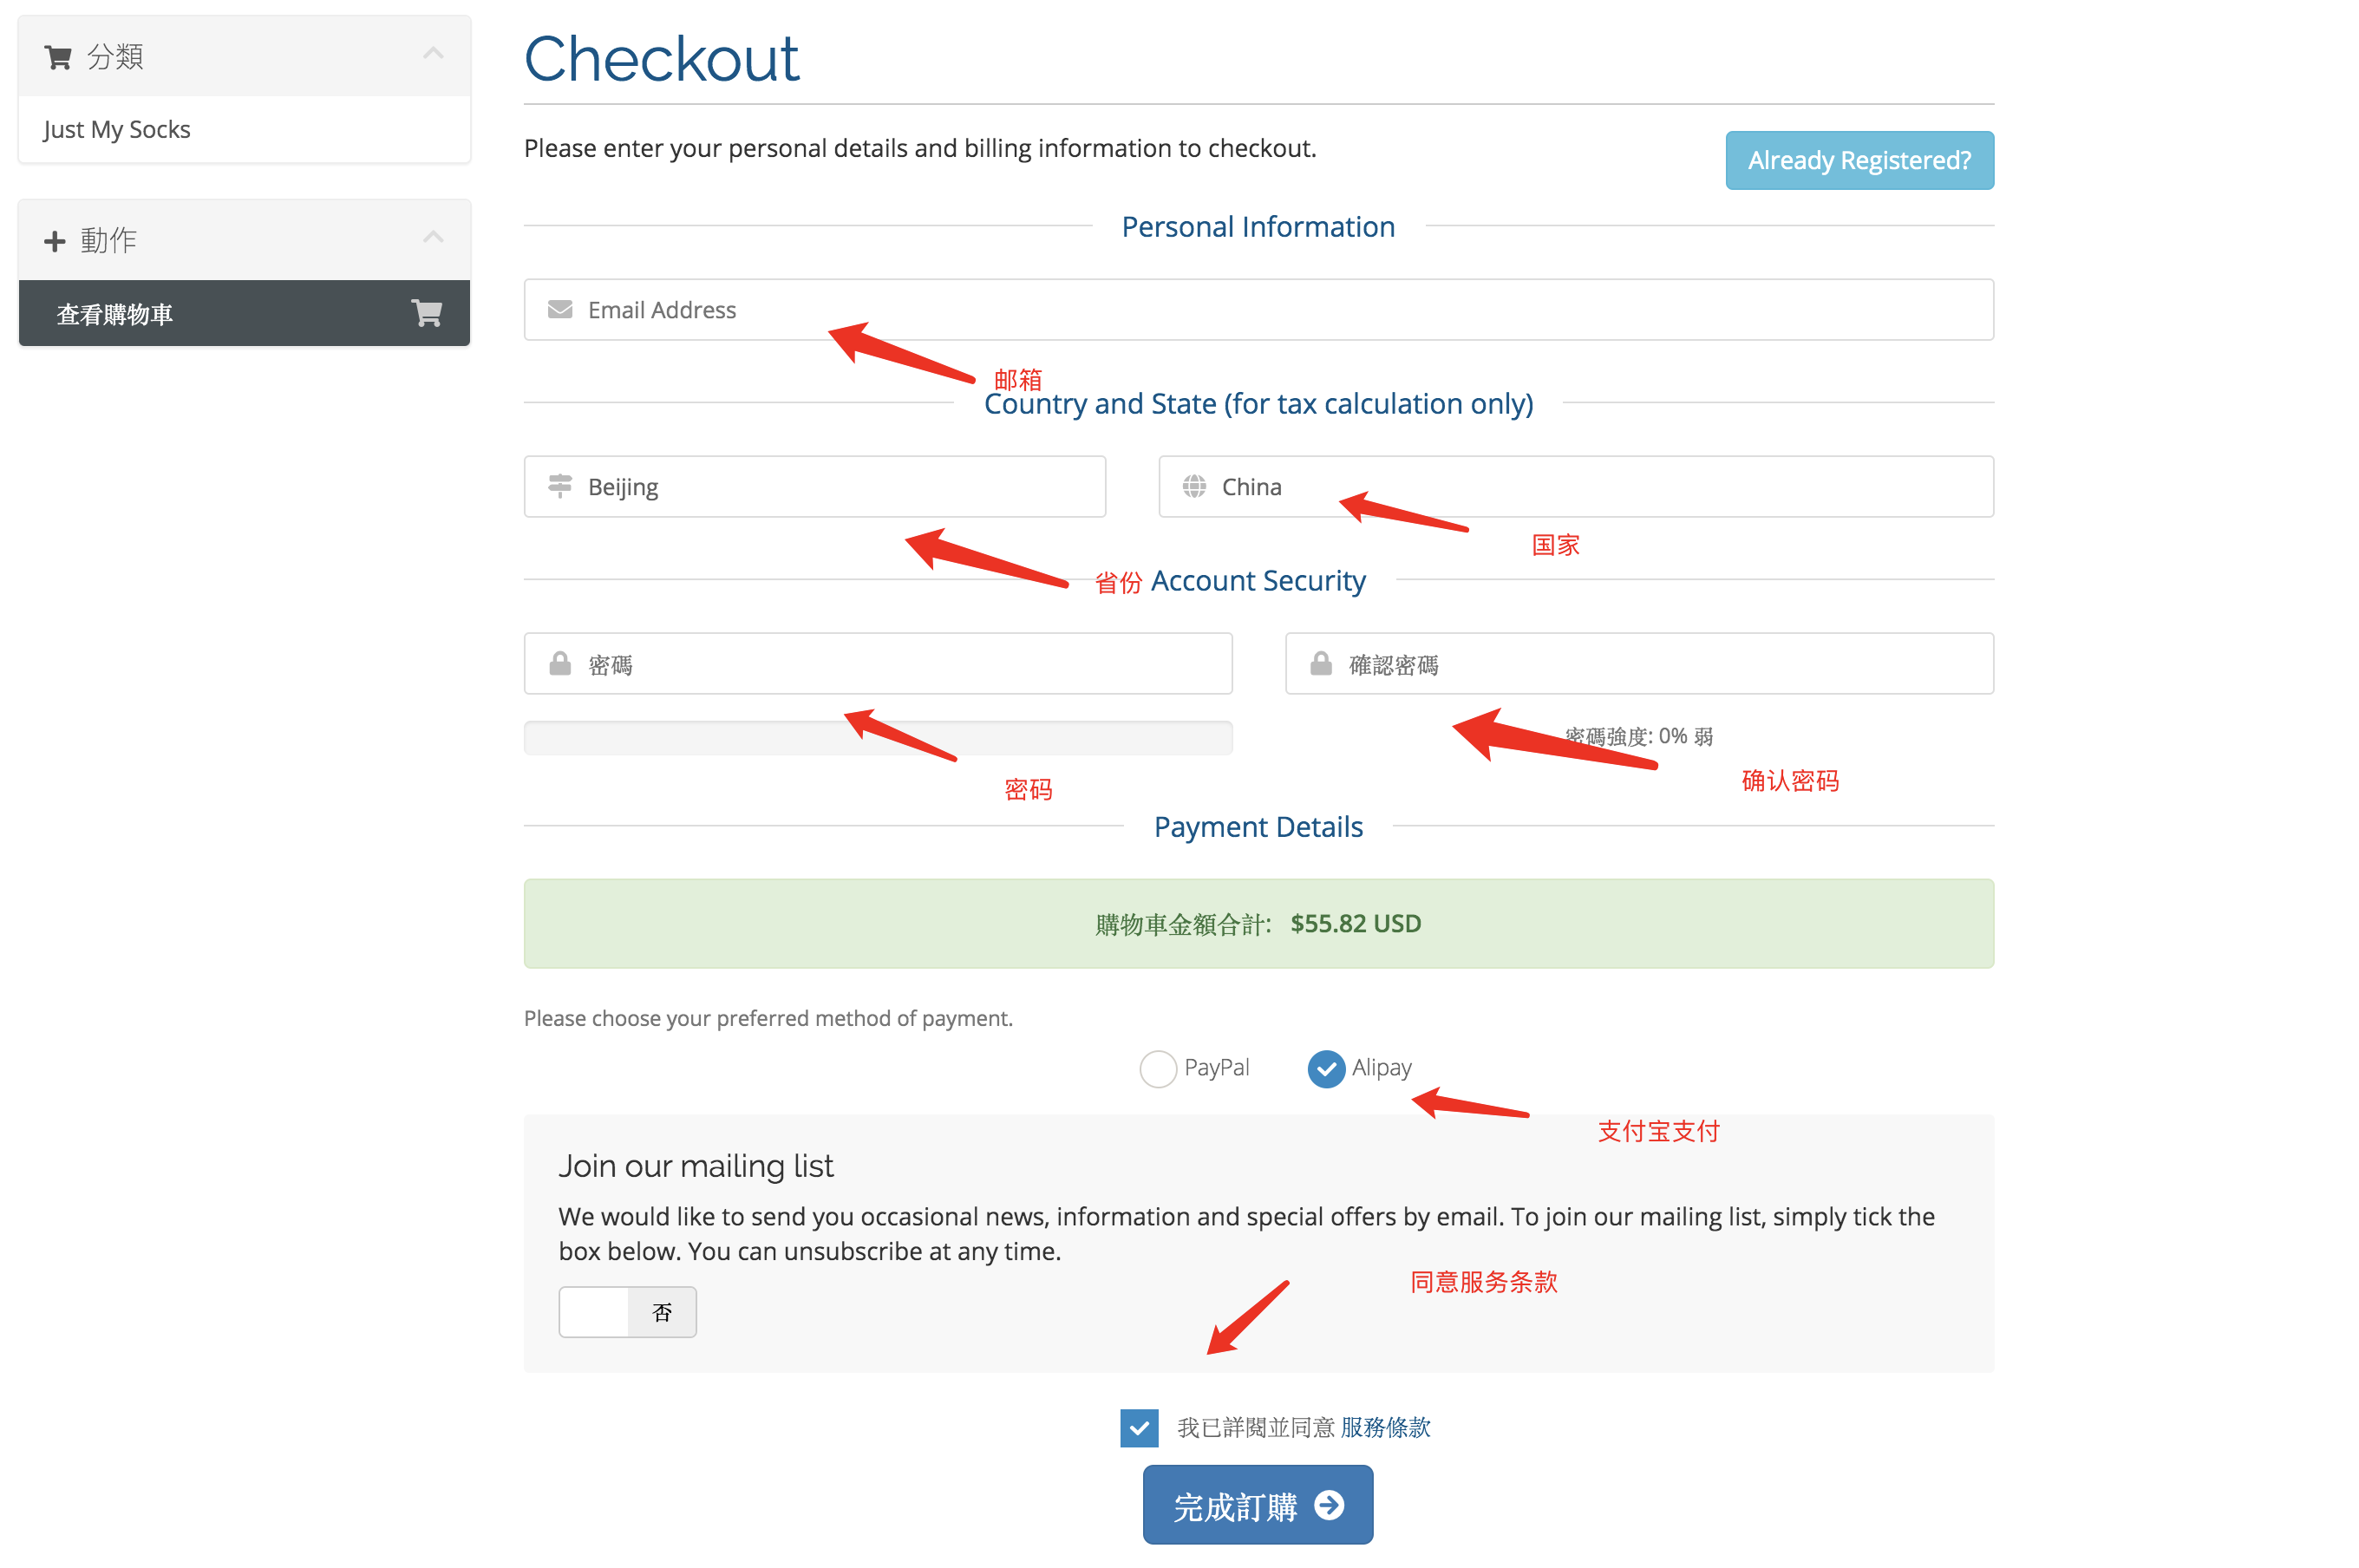 分類
Just My Socks
動作
查看購物車
Checkout
Please enter your personal details and billing information to checkout.
Already Registered?
Personal Information
Email Address
邮箱
Country and State (for tax calculation only)
Beijing
China
国家
省份
Account Security
密碼
確認密碼
密碼強度: 0% 弱
密码
确认密码
Payment Details
購物車金額合計: $55.82 USD
Please choose your preferred method of payment.
PayPal
Alipay
支付宝支付
Join our mailing list
We would like to send you occasional news, information and special offers by email. To join our mailing list, simply tick the
box below. You can unsubscribe at any time.
同意服务条款
否
我已詳閱並同意 服務條款
完成訂購